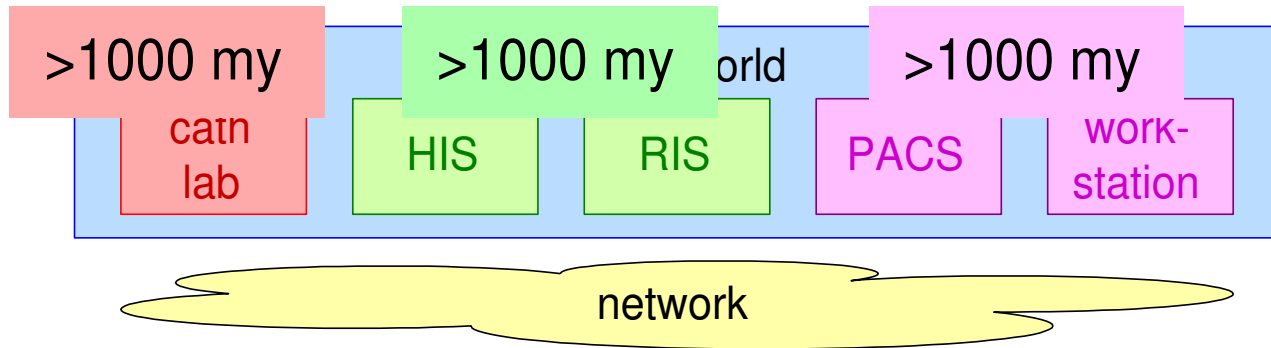 >1000 my >1000 my orld >1000 my
cath
lab
HIS
RIS
PACS
work-
station
network